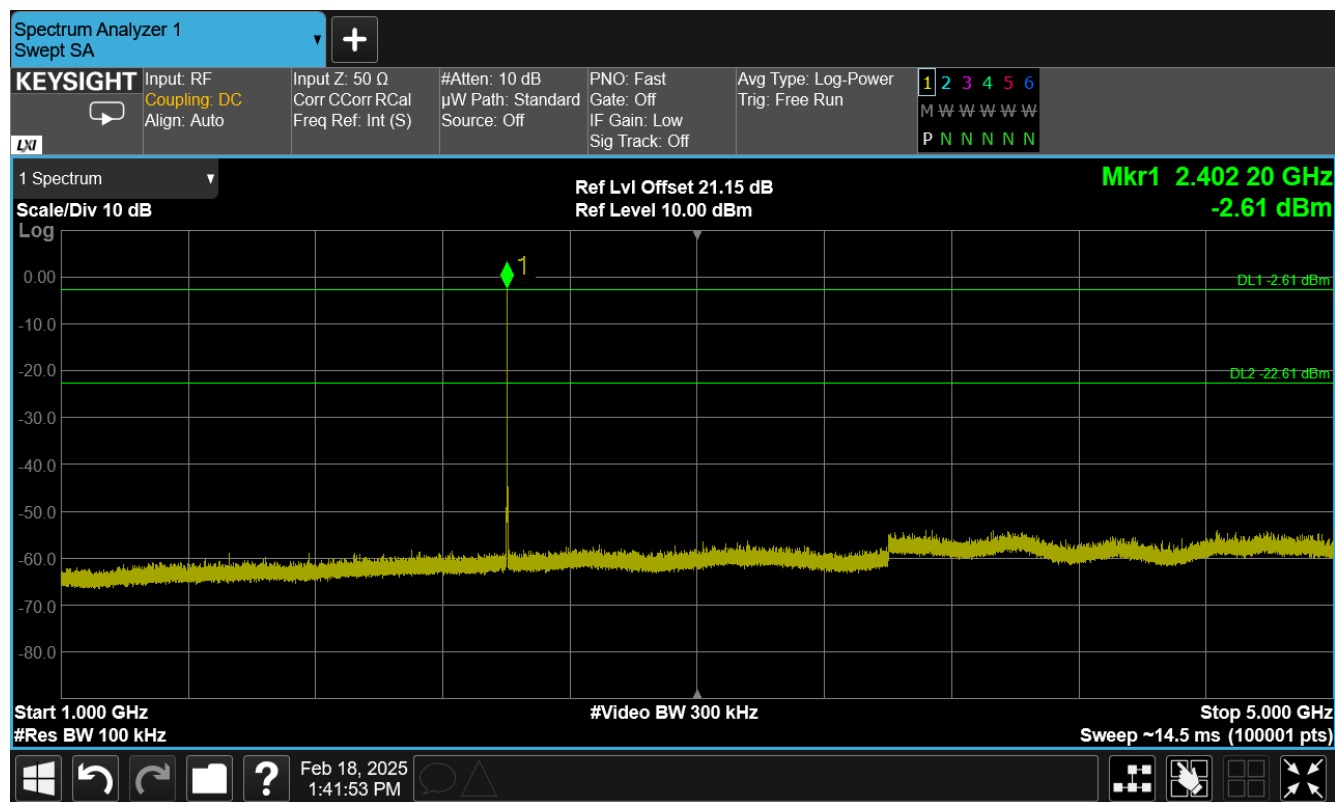 Spectrum Analyzer 1
Swept SA
KEYSIGHT
LXI
Input: RF
Coupling: DC
Align: Auto
Input Z: 50 Ω
Corr CCorr RCal
Freq Ref: Int (S)
#Atten: 10 dB
µW Path: Standard
Source: Off
PNO: Fast
Gate: Off
IF Gain: Low
Sig Track: Off
Avg Type: Log-Power
Trig: Free Run
1 2 3 4 5 6
M W W W W W
P N N N N N
1 Spectrum
Scale/Div 10 dB
Ref Lvl Offset 21.15 dB
Ref Level 10.00 dBm
Mkr1 2.402 20 GHz
-2.61 dBm
Log
1
0.00
DL1 -2.61 dBm
-10.0
-20.0
DL2 -22.61 dBm
-30.0
-40.0
-50.0
-60.0
-70.0
-80.0
Start 1.000 GHz
#Res BW 100 kHz
#Video BW 300 kHz
Stop 5.000 GHz
Sweep ~14.5 ms (100001 pts)
?
Feb 18, 2025
1:41:53 PM